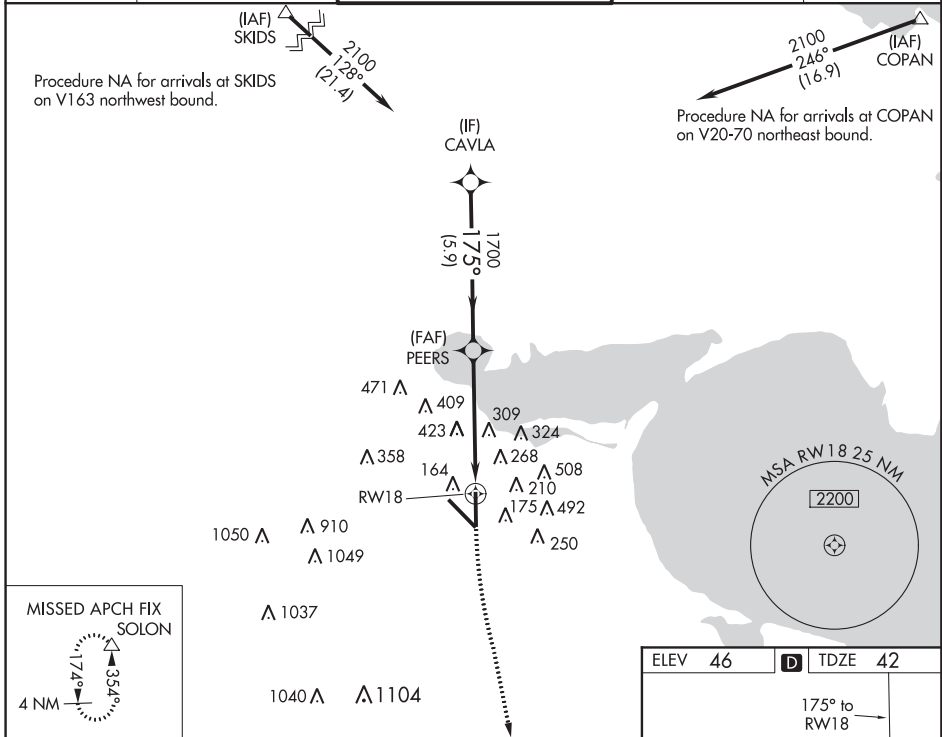 (IAF)
SKIDS
2100
128°
(21.4)
Procedure NA for arrivals at SKIDS
on V163 northwest bound.
2100
246°
(16.9)
(IAF)
COPAN
Procedure NA for arrivals at COPAN
on V20-70 northeast bound.
(IF)
CAVLA
1700
175°
(5.9)
(FAF)
PEERS
471
409
423
309
324
358
268
164
508
210
RW18
175
492
250
1050
910
1049
1037
1040
1104
MSA RW18 25 NM
2200
MISSED APCH FIX
SOLON
174°
354°
4 NM
ELEV 46 D TDZE 42
175° to
RW18